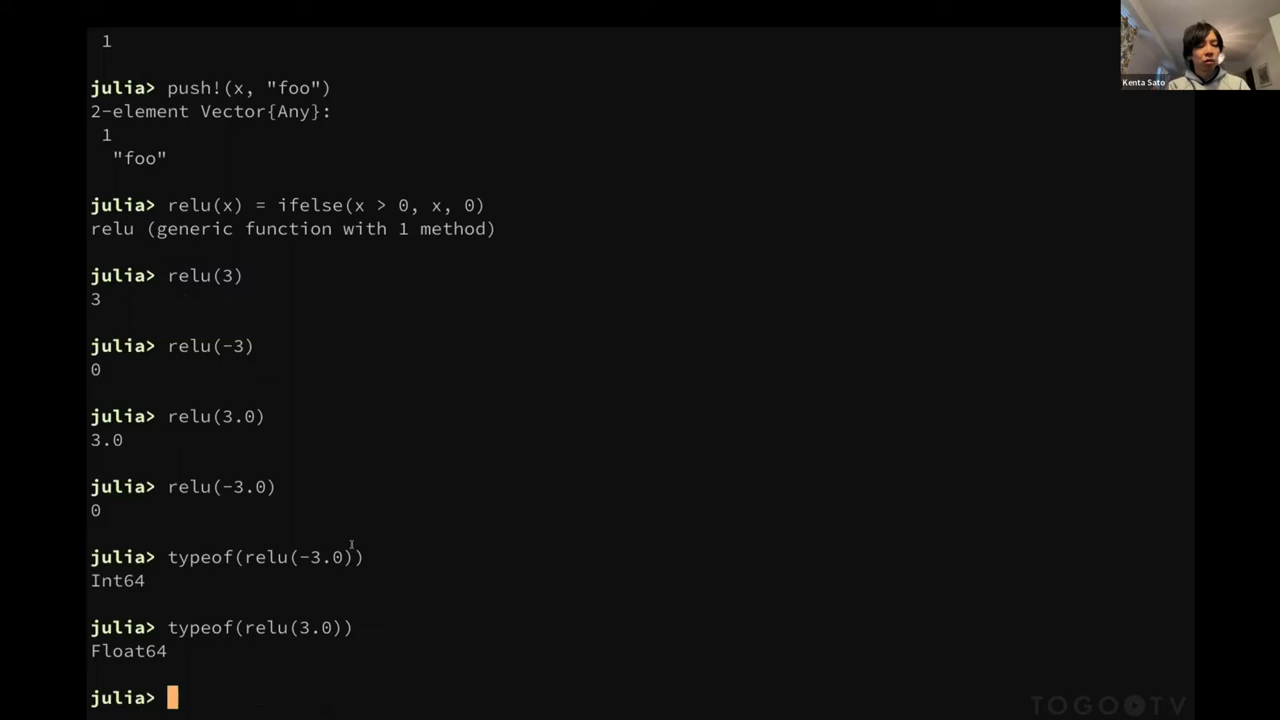 1
julia> push!(x, "foo")
2-element Vector{Any}:
1
"foo"
julia> relu(x) = ifelse(x > 0, x, 0)
relu (generic function with 1 method)
julia> relu(3)
3
julia> relu(-3)
0
julia> relu(3.0)
3.0
julia> relu(-3.0)
0
julia> typeof(relu(-3.0))
Int64
julia> typeof(relu(3.0))
Float64
julia>
Kenta Sato
TOGOTV